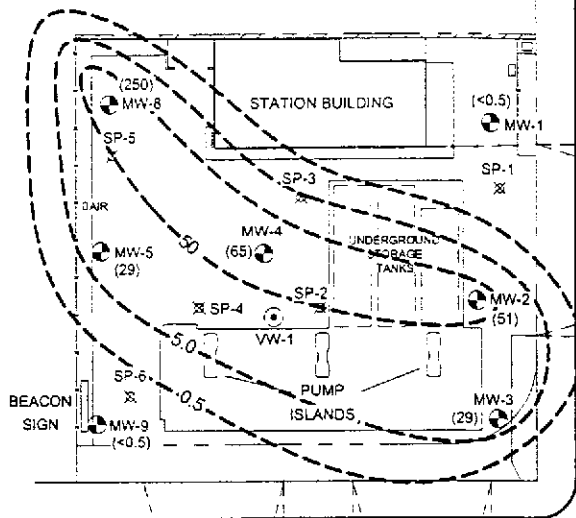 (250)
MW-8
STATION BUILDING
(<0.5)
MW-1
SP-5
SP-1
SP-3
AIR
MW-5
(29)
50
MW-4
(65)
UNDERGROUND
STORAGE
TANKS
MW-2
(51)
SP-4
SP-2
VW-1
5.0
0.5
SP-6
PUMP
ISLANDS
BEACON
SIGN
MW-9
(<0.5)
MW-3
(29)